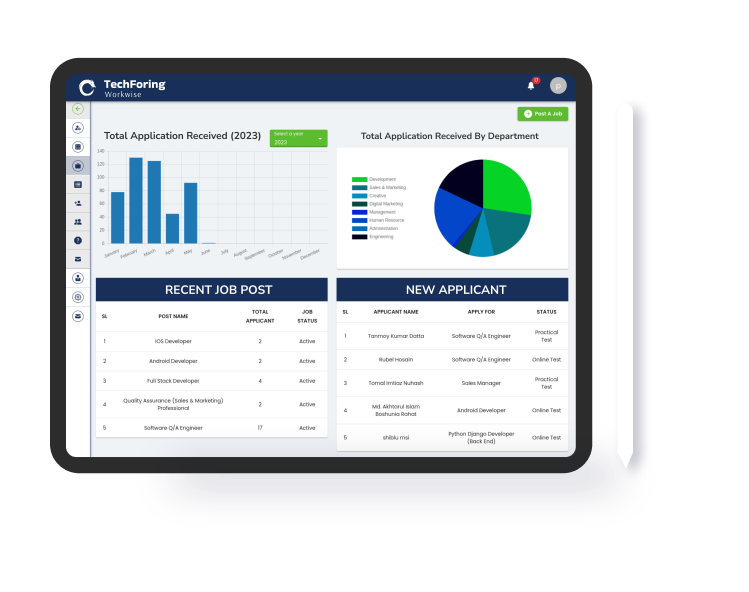 TechForing
Workwise
17
P
Post A Job
Total Application Received (2023)
Select a year
2023
140
120
100
80
60
40
20
0
January
February
March
April
May
June
July
August
September
October
November
December
Total Application Received By Department
Development
Sales & Marketing
Creative
Digital Marketing
Management
Human Resource
Administration
Engineering
RECENT JOB POST
SL POST NAME TOTAL APPLICANT JOB STATUS
1 IOS Developer 2 Active
2 Android Developer 2 Active
3 Full Stack Developer 4 Active
4 Quality Assurance (Sales & Marketing) Professional 2 Active
5 Software Q/A Engineer 17 Active
NEW APPLICANT
SL APPLICANT NAME APPLY FOR STATUS
1 Tanmoy Kumar Datta Software Q/A Engineer Practical Test
2 Rubel Hosain Software Q/A Engineer Online Test
3 Tomal Imtiaz Nuhash Sales Manager Practical Test
4 Md. Akhtarul Islam Boshunia Rahat Android Developer Online Test
5 shiblu msi Python Django Developer (Back End) Online Test